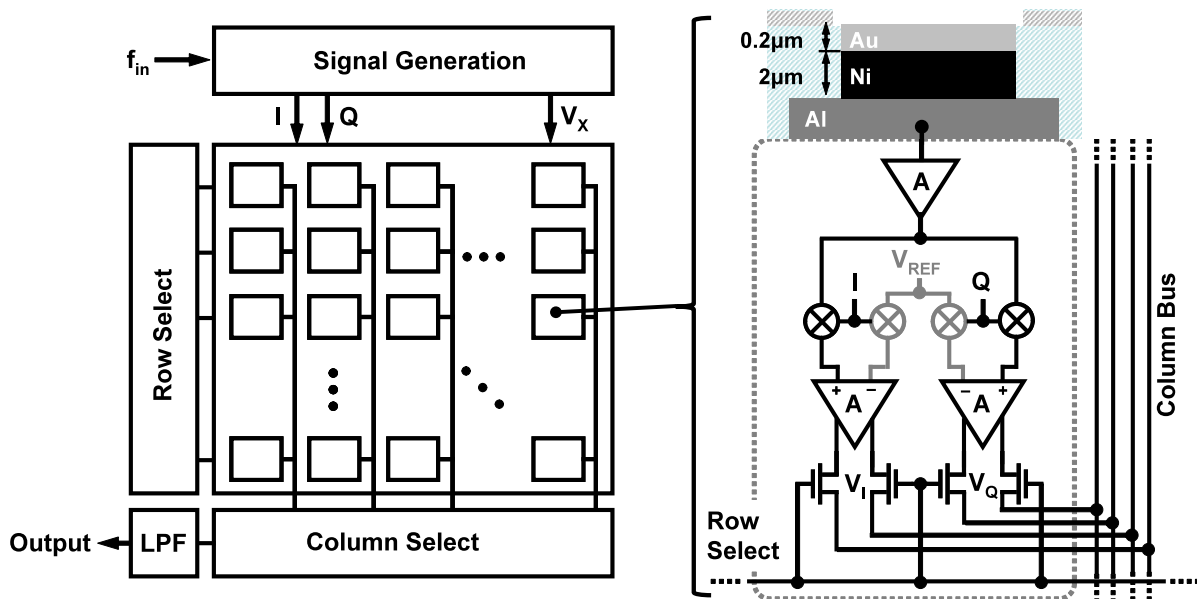 Signal Generation
f_in
I
Q
V_X
Row Select
Output
LPF
Column Select
0.2μm
Au
2μm
Ni
Al
A
V_REF
I
Q
+ −
− +
A
A
V_I
V_Q
Row
Select
Column Bus